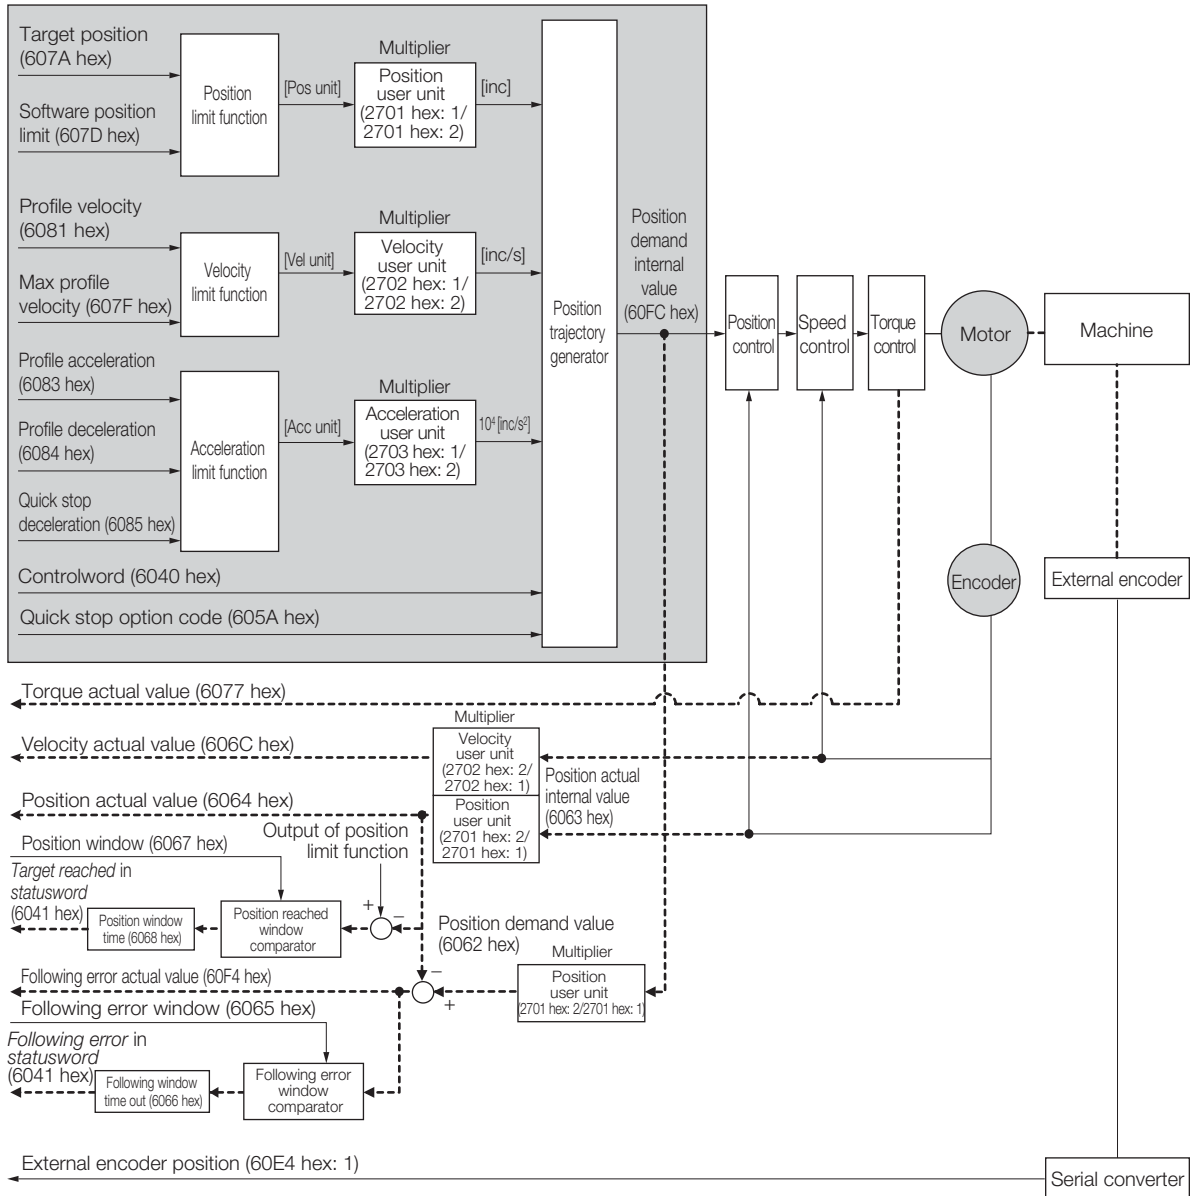 Target position
(607A hex)
Software position
limit (607D hex)
Position
limit function
[Pos unit]
Multiplier
Position
user unit
(2701 hex: 1/
2701 hex: 2)
[inc]
Profile velocity
(6081 hex)
Max profile
velocity (607F hex)
Velocity
limit function
[Vel unit]
Multiplier
Velocity
user unit
(2702 hex: 1/
2702 hex: 2)
[inc/s]
Profile acceleration
(6083 hex)
Profile deceleration
(6084 hex)
Quick stop
deceleration (6085 hex)
Acceleration
limit function
[Acc unit]
Multiplier
Acceleration
user unit
(2703 hex: 1/
2703 hex: 2)
10⁴ [inc/s²]
Controlword (6040 hex)
Quick stop option code (605A hex)
Position
trajectory
generator
Position
demand
internal
value
(60FC hex)
Position
control
Speed
control
Torque
control
Motor
Machine
Encoder
External encoder
Torque actual value (6077 hex)
Velocity actual value (606C hex)
Multiplier
Velocity
user unit
(2702 hex: 2/
2702 hex: 1)
Position actual
internal value
(6063 hex)
Position actual value (6064 hex)
Position
user unit
(2701 hex: 2/
2701 hex: 1)
Position window (6067 hex)
Output of position
limit function
Target reached in
statusword
(6041 hex)
Position window
time (6068 hex)
Position reached
window
comparator
+
−
Position demand value
(6062 hex)
Multiplier
Position
user unit
(2701 hex: 2/2701 hex: 1)
Following error actual value (60F4 hex)
−
+
Following error window (6065 hex)
Following error in
statusword
(6041 hex)
Following window
time out (6066 hex)
Following error
window
comparator
External encoder position (60E4 hex: 1)
Serial converter